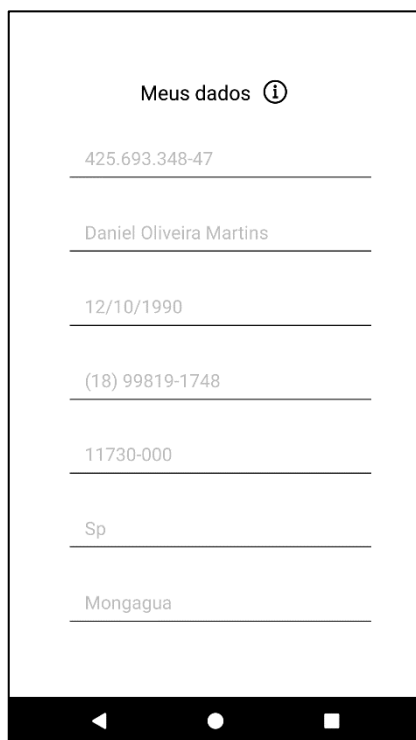 Meus dados
425.693.348-47
Daniel Oliveira Martins
12/10/1990
(18) 99819-1748
11730-000
Sp
Mongagua